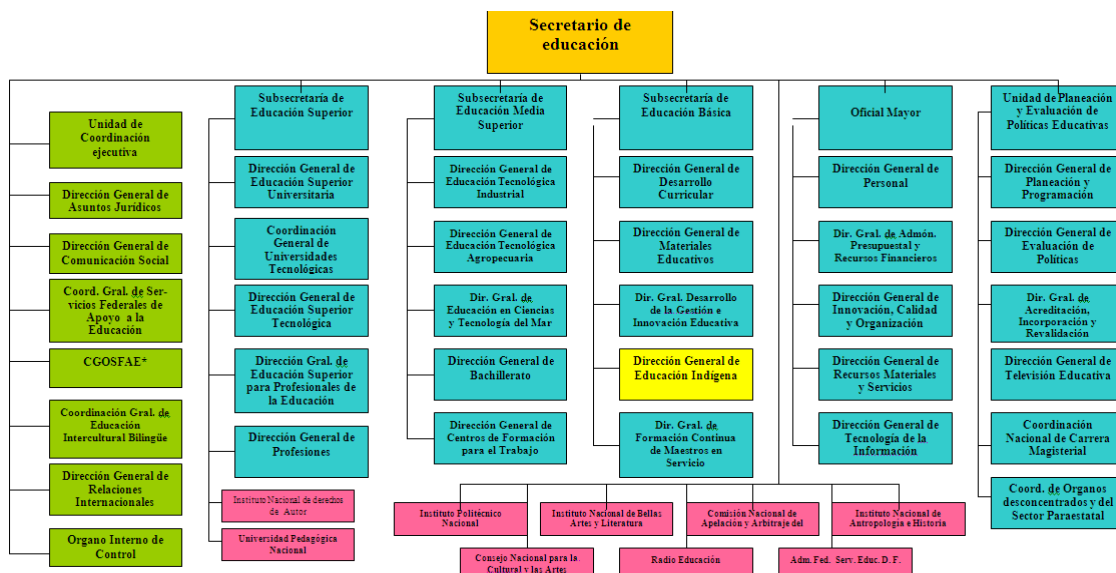 Secretario de
educación
Unidad de
Coordinación
ejecutiva
Dirección General de
Asuntos Jurídicos
Dirección General de
Comunicación Social
Coord. Gral. de Ser-
vicios Federales de
Apoyo a la
Educación
CGOSFAE*
Coordinación Gral. de
Educación
Intercultural Bilingüe
Dirección General de
Relaciones
Internacionales
Organo Interno de
Control
Subsecretaría de
Educación Superior
Dirección General de
Educación Superior
Universitaria
Coordinación
General de
Universidades
Tecnológicas
Dirección General de
Educación Superior
Tecnológica
Dirección Gral. de
Educación Superior
para Profesionales de
la Educación
Dirección General de
Profesiones
Instituto Nacional de derechos
de Autor
Universidad Pedagógica
Nacional
Subsecretaría de
Educación Media
Superior
Dirección General de
Educación Tecnológica
Industrial
Dirección General de
Educación Tecnológica
Agropecuaria
Dir. Gral. de
Educación en Ciencias
y Tecnología del Mar
Dirección General de
Bachillerato
Dirección General de
Centros de Formación
para el Trabajo
Subsecretaría de
Educación Básica
Dirección General de
Desarrollo
Curricular
Dirección General de
Materiales
Educativos
Dir. Gral. Desarrollo
de la Gestión e
Innovación Educativa
Dirección General de
Educación Indígena
Dir. Gral. de
Formación Continua
de Maestros en
Servicio
Oficial Mayor
Dirección General de
Personal
Dir. Gral. de Admón.
Presupuestal y
Recursos Financieros
Dirección General de
Innovación, Calidad
y Organización
Dirección General de
Recursos Materiales
y Servicios
Dirección General de
Tecnología de la
Información
Unidad de Planeación
y Evaluación de
Políticas Educativas
Dirección General de
Planeación y
Programación
Dirección General de
Evaluación de
Políticas
Dir. Gral. de
Acreditación,
Incorporación y
Revalidación
Dirección General de
Televisión Educativa
Coordinación
Nacional de Carrera
Magisterial
Coord. de Organos
desconcentrados y del
Sector Paraestatal
Instituto Politécnico
Nacional
Instituto Nacional de Bellas
Artes y Literatura
Comisión Nacional de
Apelación y Arbitraje del
Instituto Nacional de
Antropología e Historia
Consejo Nacional para la
Cultural y las Artes
Radio Educación
Adm. Fed. Serv. Educ. D. F.